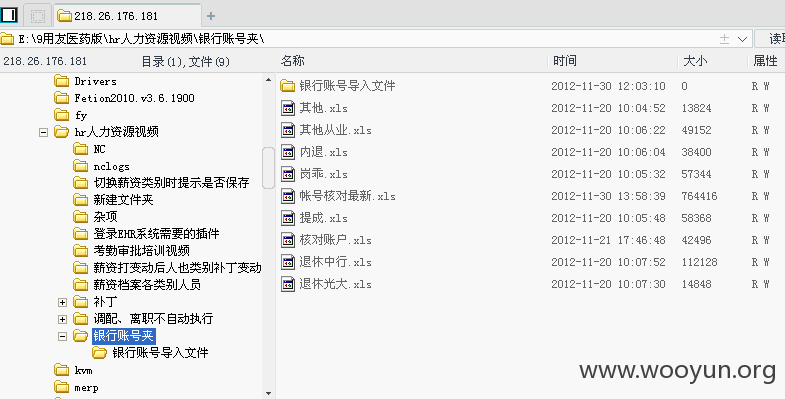 218.26.176.181
E:\9用友医药版\hr人力资源视频\银行账号夹\
读
218.26.176.181 目录(1),文件(9) 名称 时间 大小 属性
Drivers
Fetion2010.v3.6.1900
fy
hr人力资源视频
NC
nclogs
切换薪资类别时提示是否保存
新建文件夹
杂项
登录EHR系统需要的插件
考勤审批培训视频
薪资打变动后人也类别补丁变动
薪资档案各类别人员
补丁
调配、离职不自动执行
银行账号夹
银行账号导入文件
kvm
merp
银行账号导入文件 2012-11-30 12:03:10 0 R W
其他.xls 2012-11-20 10:04:52 13824 R W
其他从业.xls 2012-11-20 10:06:22 49152 R W
内退.xls 2012-11-20 10:06:04 38400 R W
岗乖.xls 2012-11-20 10:05:32 57344 R W
帐号核对最新.xls 2012-11-30 13:58:39 764416 R W
提成.xls 2012-11-20 10:05:48 58368 R W
核对账户.xls 2012-11-21 17:46:48 42496 R W
退休中行.xls 2012-11-20 10:07:52 112128 R W
退休光大.xls 2012-11-20 10:07:30 14848 R W
www.wooyun.org